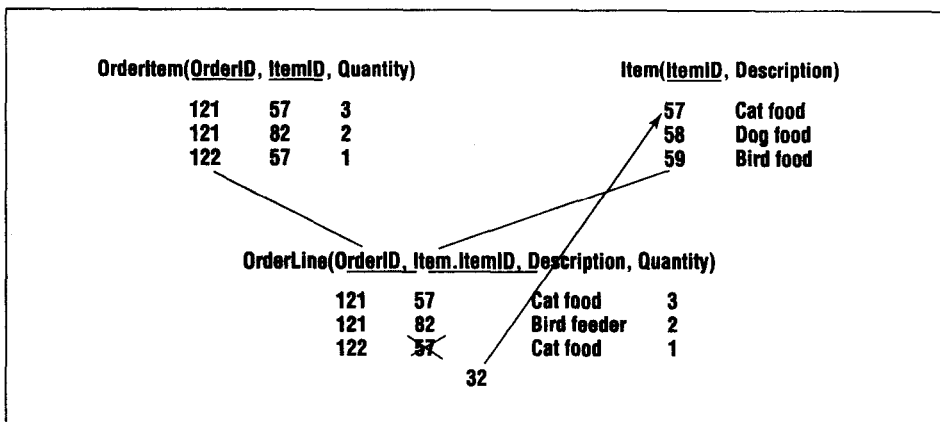 OrderItem(OrderID, ItemID, Quantity)
121 57 3
121 82 2
122 57 1
Item(ItemID, Description)
57 Cat food
58 Dog food
59 Bird food
OrderLine(OrderID, Item.ItemID, Description, Quantity)
121 57 Cat food 3
121 82 Bird feeder 2
122 57 Cat food 1
32